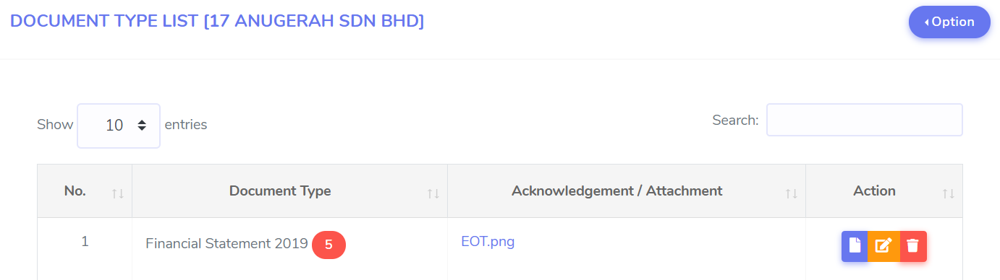 DOCUMENT TYPE LIST [17 ANUGERAH SDN BHD]
Option
Show 10 entries
Search:
No. Document Type Acknowledgement / Attachment Action
1 Financial Statement 2019 5 EOT.png